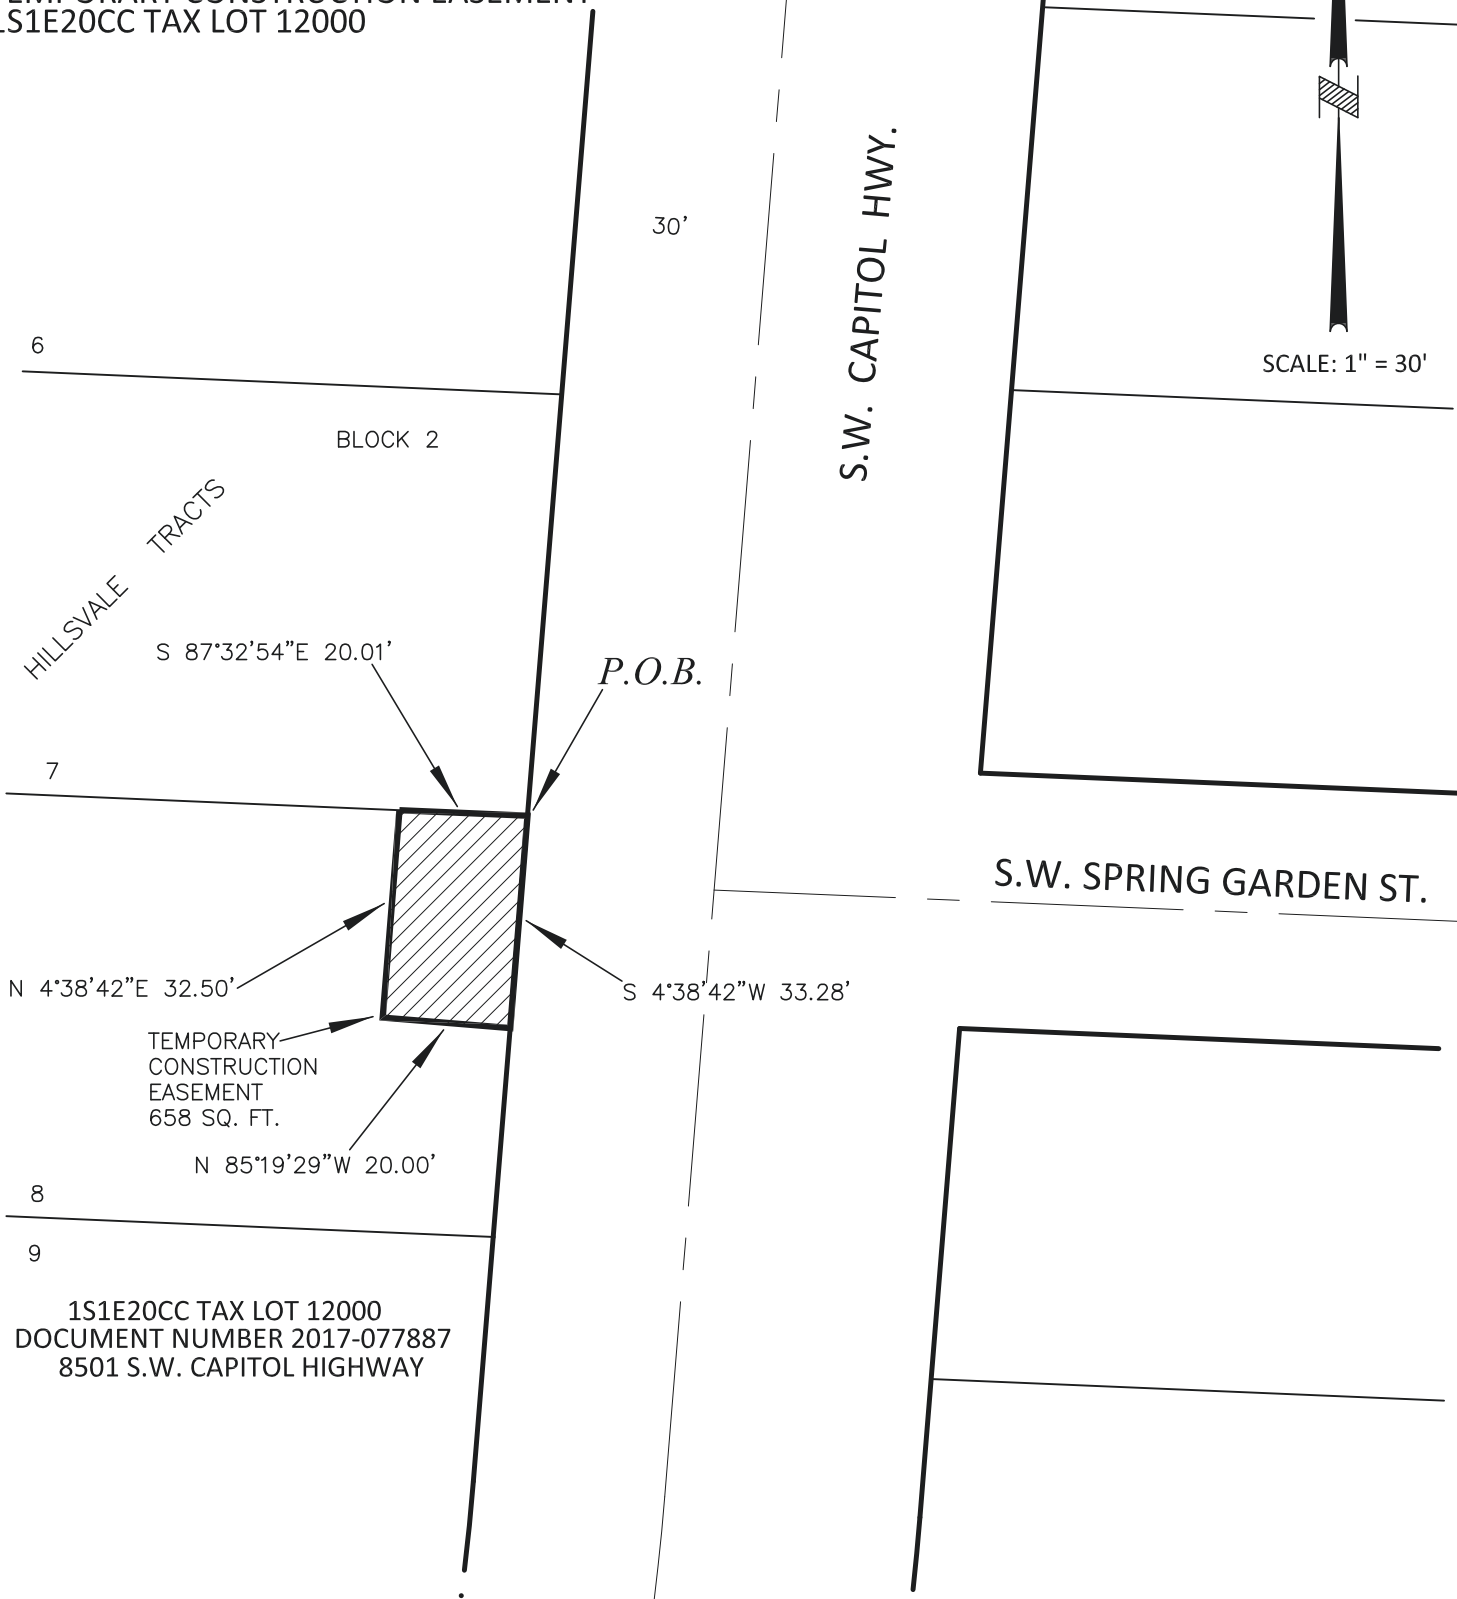 TEMPORARY CONSTRUCTION EASEMENT
1S1E20CC TAX LOT 12000
30’
S.W. CAPITOL HWY.
SCALE: 1" = 30'
6
BLOCK 2
HILLSVALE TRACTS
S 87°32’54”E 20.01’
P.O.B.
7
S.W. SPRING GARDEN ST.
N 4°38’42”E 32.50’
S 4°38’42”W 33.28’
TEMPORARY
CONSTRUCTION
EASEMENT
658 SQ. FT.
N 85°19’29”W 20.00’
8
9
1S1E20CC TAX LOT 12000
DOCUMENT NUMBER 2017-077887
8501 S.W. CAPITOL HIGHWAY